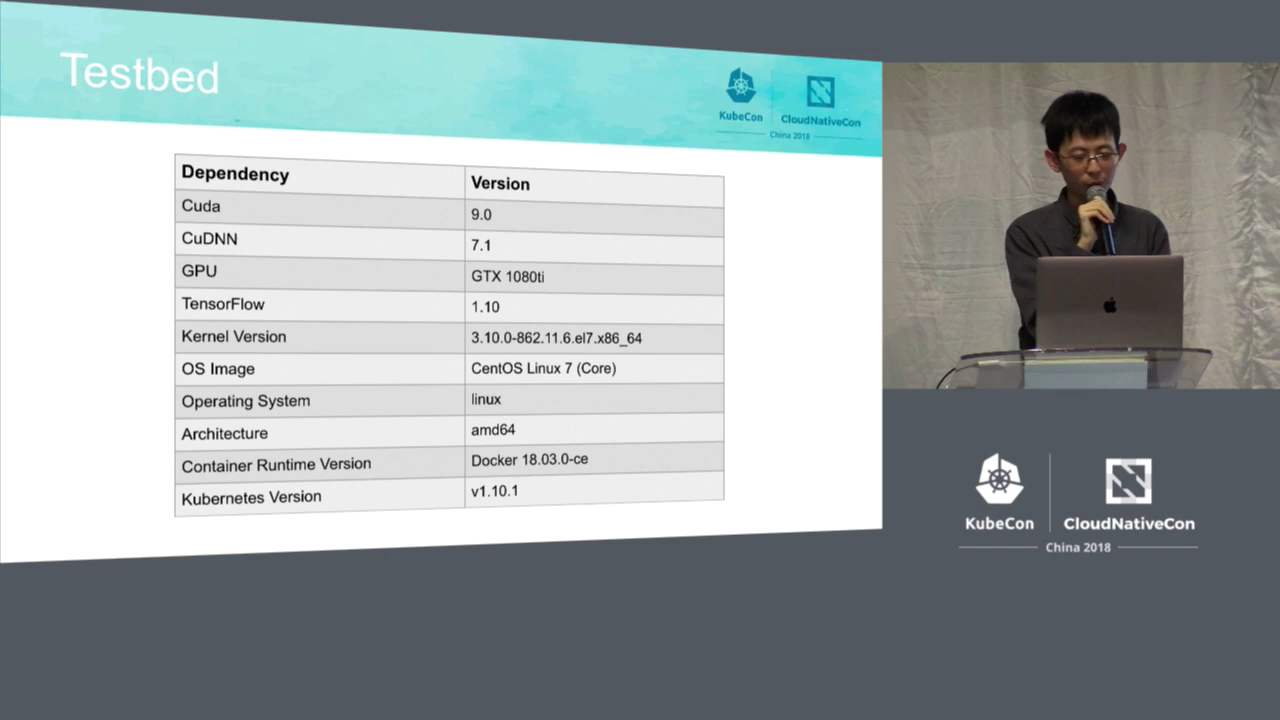 Testbed
KubeCon
CloudNativeCon
China 2018
Dependency Version
Cuda 9.0
CuDNN 7.1
GPU GTX 1080ti
TensorFlow 1.10
Kernel Version 3.10.0-862.11.6.el7.x86_64
OS Image CentOS Linux 7 (Core)
Operating System linux
Architecture amd64
Container Runtime Version Docker 18.03.0-ce
Kubernetes Version v1.10.1
KubeCon
CloudNativeCon
China 2018